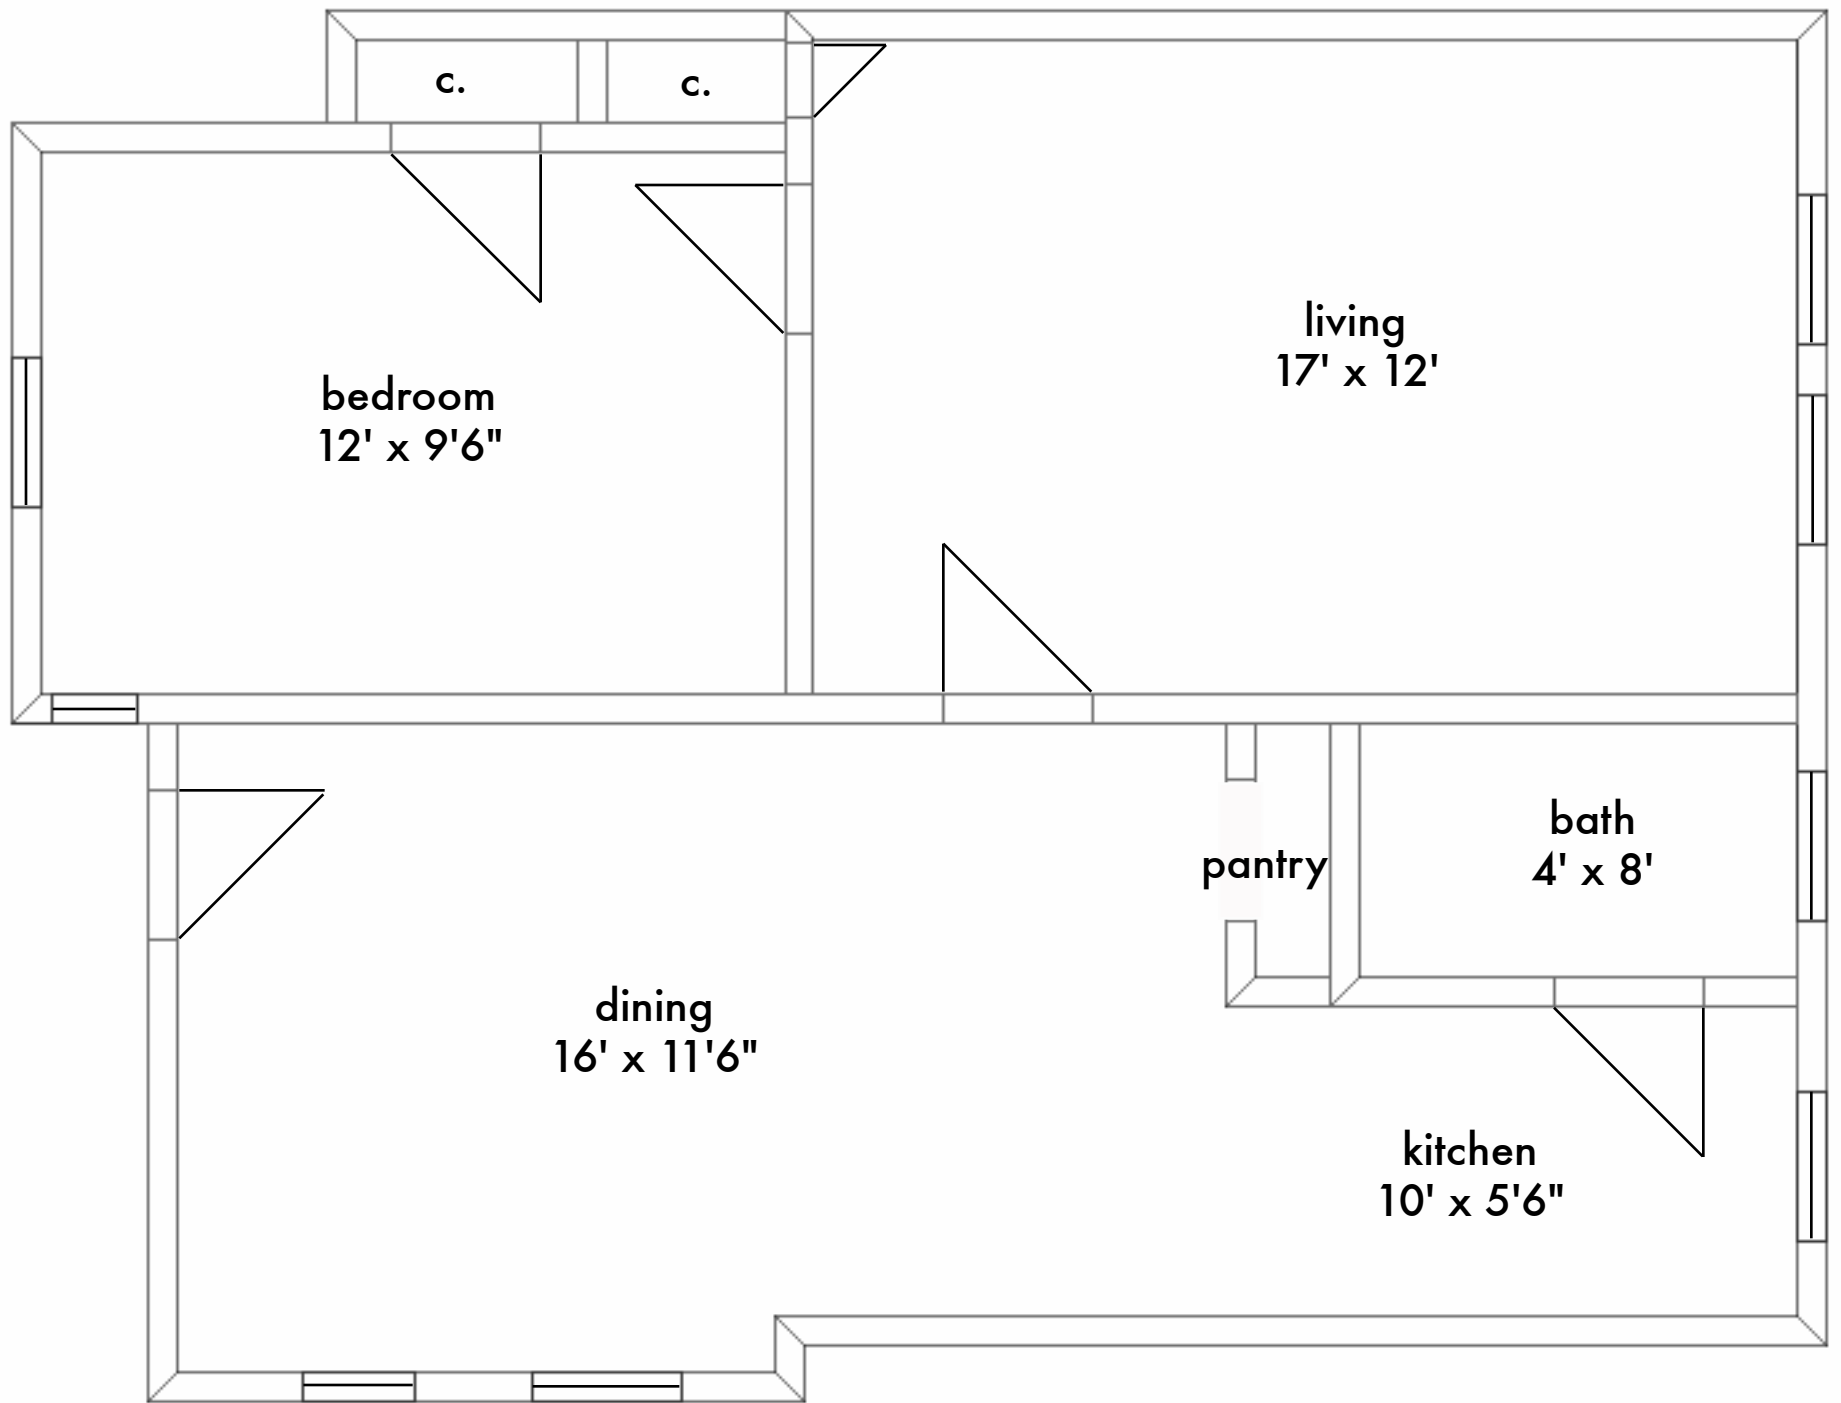 c.
c.
living
17' x 12'
bedroom
12' x 9'6"
bath
4' x 8'
pantry
dining
16' x 11'6"
kitchen
10' x 5'6"